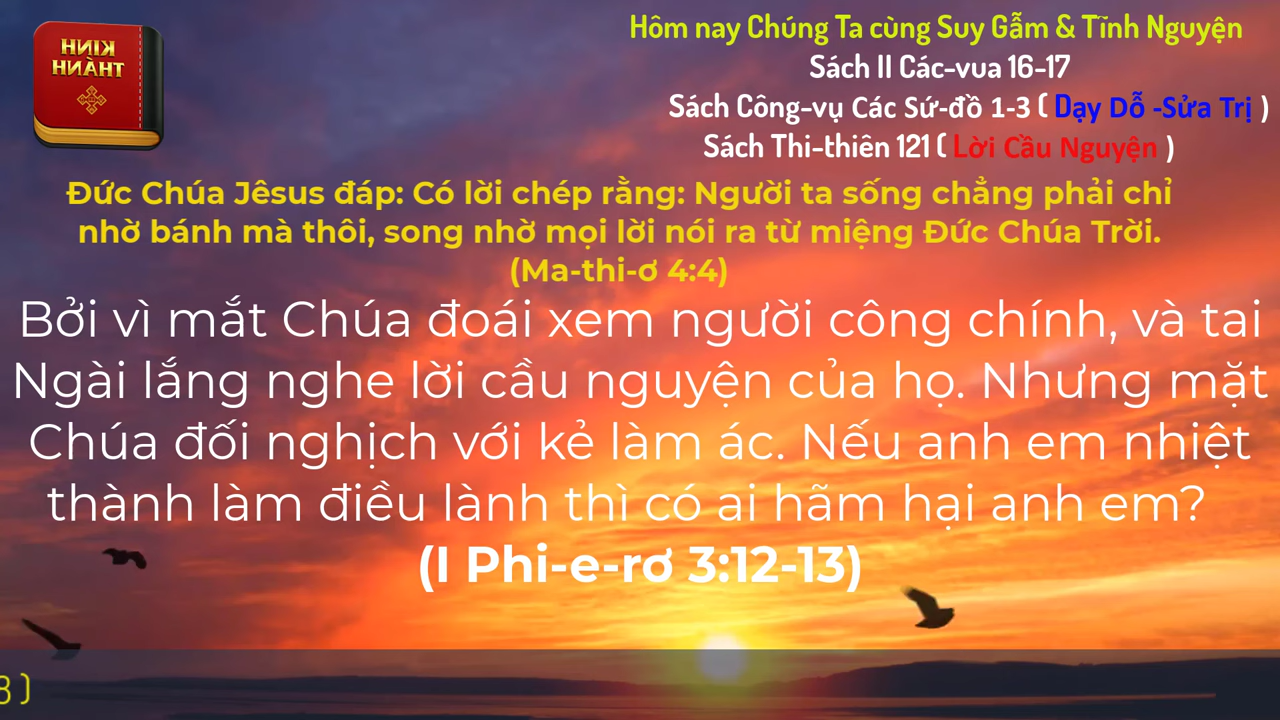 KINH
THÀNH
Hôm nay Chúng Ta cùng Suy Gẫm & Tĩnh Nguyện
Sách II Các-vua 16-17
Sách Công-vụ Các Sứ-đồ 1-3 ( Dạy Dỗ -Sửa Trị )
Sách Thi-thiên 121 ( Lời Cầu Nguyện )
Đức Chúa Jêsus đáp: Có lời chép rằng: Người ta sống chẳng phải chỉ
nhờ bánh mà thôi, song nhờ mọi lời nói ra từ miệng Đức Chúa Trời.
(Ma-thi-ơ 4:4)
Bởi vì mắt Chúa đoái xem người công chính, và tai
Ngài lắng nghe lời cầu nguyện của họ. Nhưng mặt
Chúa đối nghịch với kẻ làm ác. Nếu anh em nhiệt
thành làm điều lành thì có ai hãm hại anh em?
(I Phi-e-rơ 3:12-13)
8 )